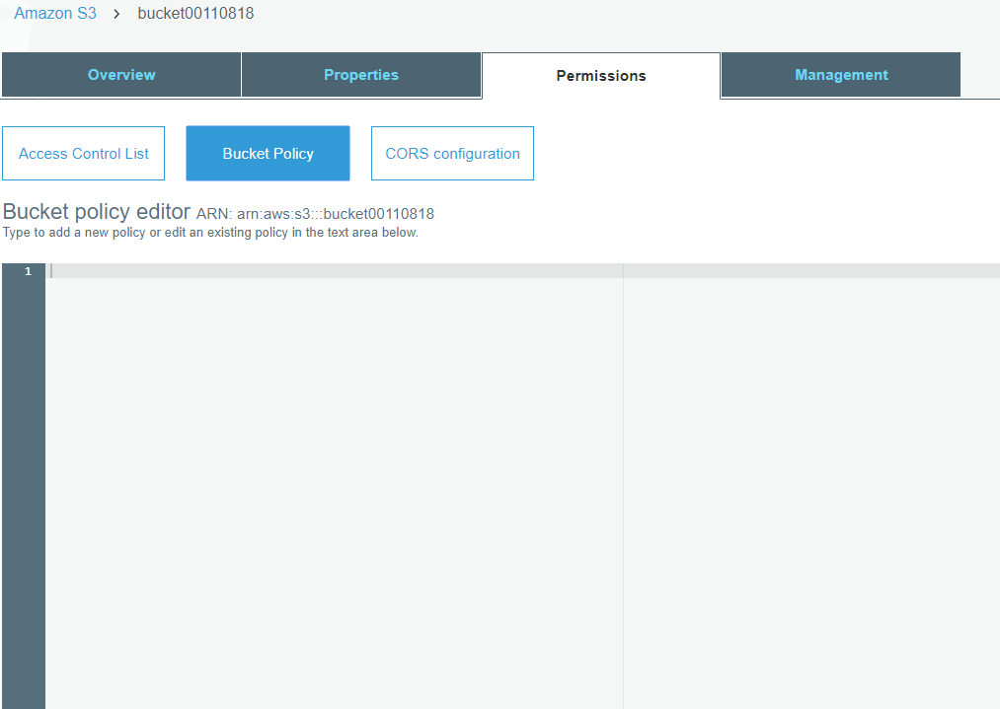 Amazon S3 > bucket00110818
Overview Properties Permissions Management
Access Control List Bucket Policy CORS configuration
Bucket policy editor ARN: arn:aws:s3:::bucket00110818
Type to add a new policy or edit an existing policy in the text area below.
1